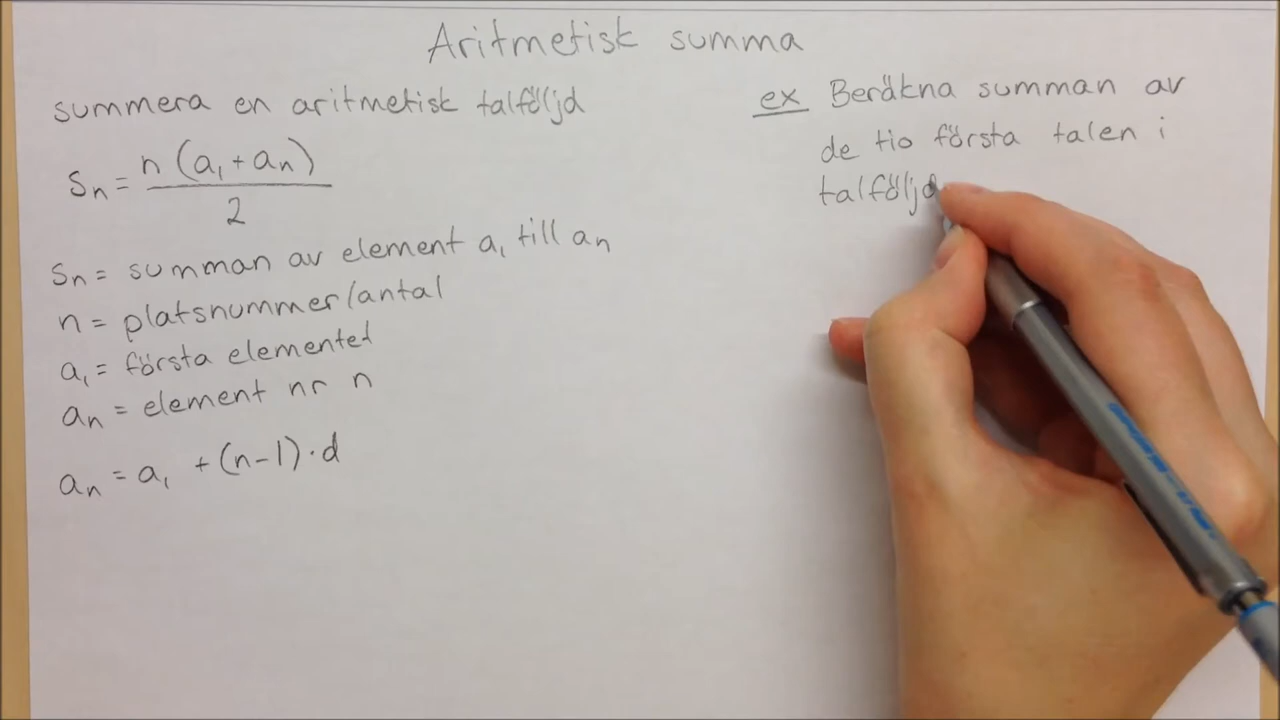 Aritmetisk summa
summera en aritmetisk talföljd
Sn = n (a₁ + an) / 2
Sn = summan av element a₁ till an
n = platsnummer/antal
a₁ = första elementet
an = element nr n
an = a₁ + (n-1) · d
ex Beräkna summan av
de tio första talen i
talföljd